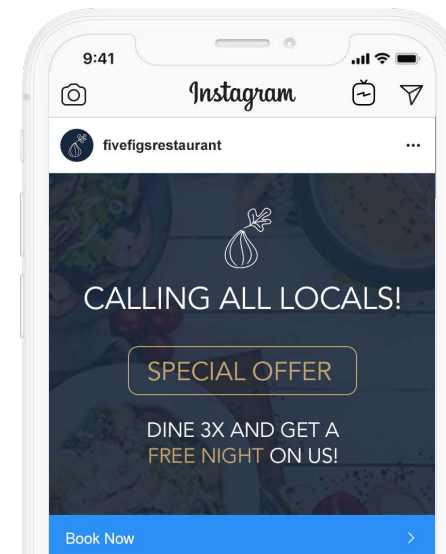 9:41
Instagram
fivefigsrestaurant
CALLING ALL LOCALS!
SPECIAL OFFER
DINE 3X AND GET A
FREE NIGHT ON US!
Book Now